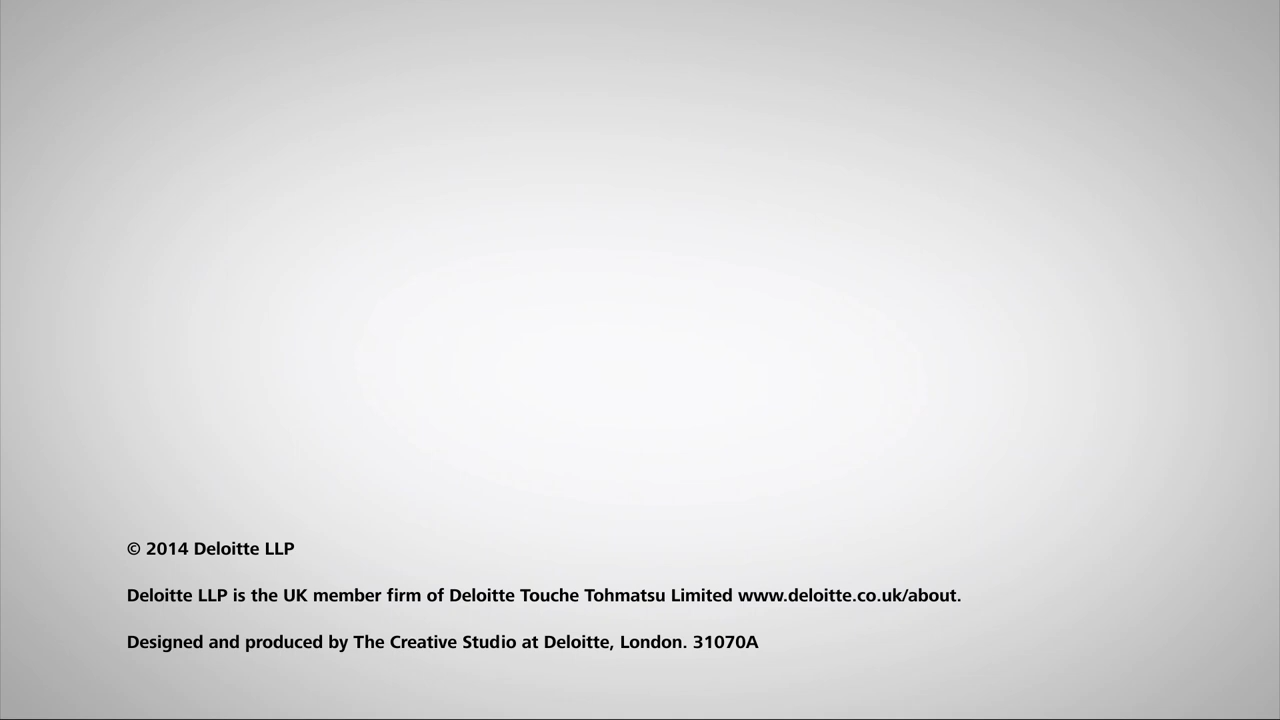 © 2014 Deloitte LLP
Deloitte LLP is the UK member firm of Deloitte Touche Tohmatsu Limited www.deloitte.co.uk/about.
Designed and produced by The Creative Studio at Deloitte, London. 31070A